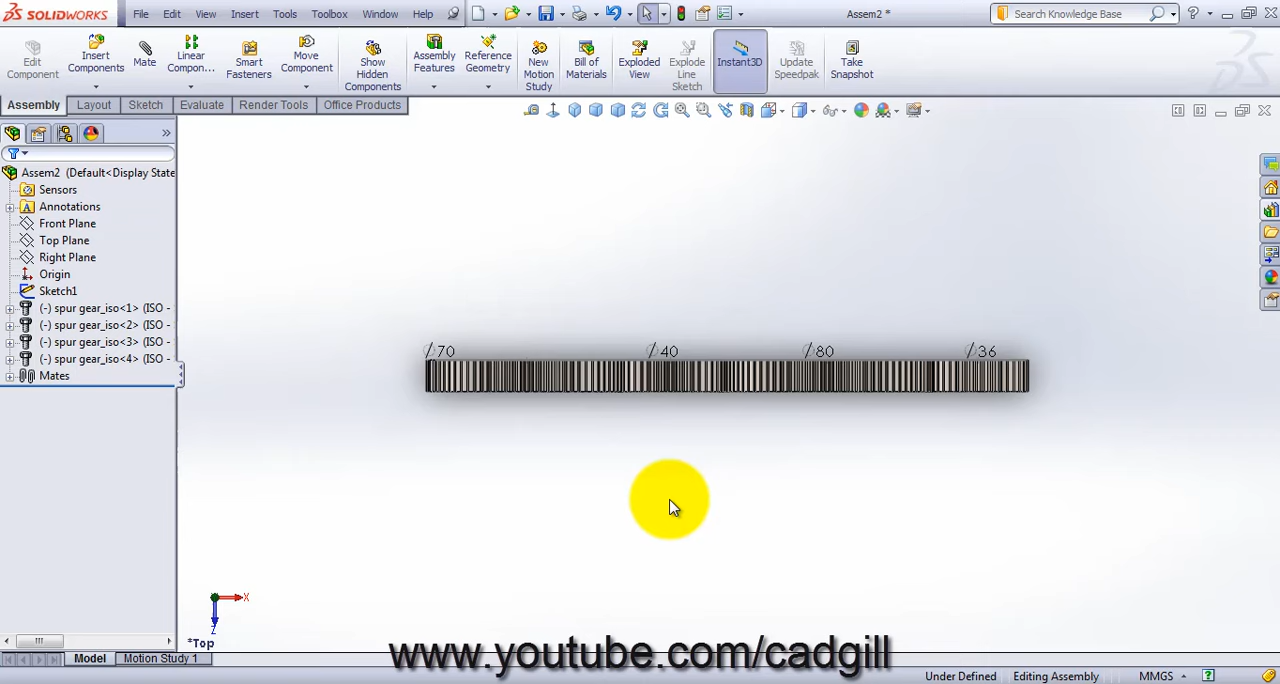 SOLIDWORKS File Edit View Insert Tools Toolbox Window Help Assem2 * Search Knowledge Base ?
Edit Component Insert Components Mate Linear Compon... Smart Fasteners Move Component Show Hidden Components Assembly Features Reference Geometry New Motion Study Bill of Materials Exploded View Explode Line Sketch Instant3D Update Speedpak Take Snapshot
Assembly Layout Sketch Evaluate Render Tools Office Products
Assem2 (Default<Display State
Sensors
Annotations
Front Plane
Top Plane
Right Plane
Origin
Sketch1
(-) spur gear_iso<1> (ISO -
(-) spur gear_iso<2> (ISO -
(-) spur gear_iso<3> (ISO -
(-) spur gear_iso<4> (ISO -
Mates
∅70 ∅40 ∅80 ∅36
X
Z
*Top
www.youtube.com/cadgill
Model Motion Study 1
Under Defined Editing Assembly MMGS ?